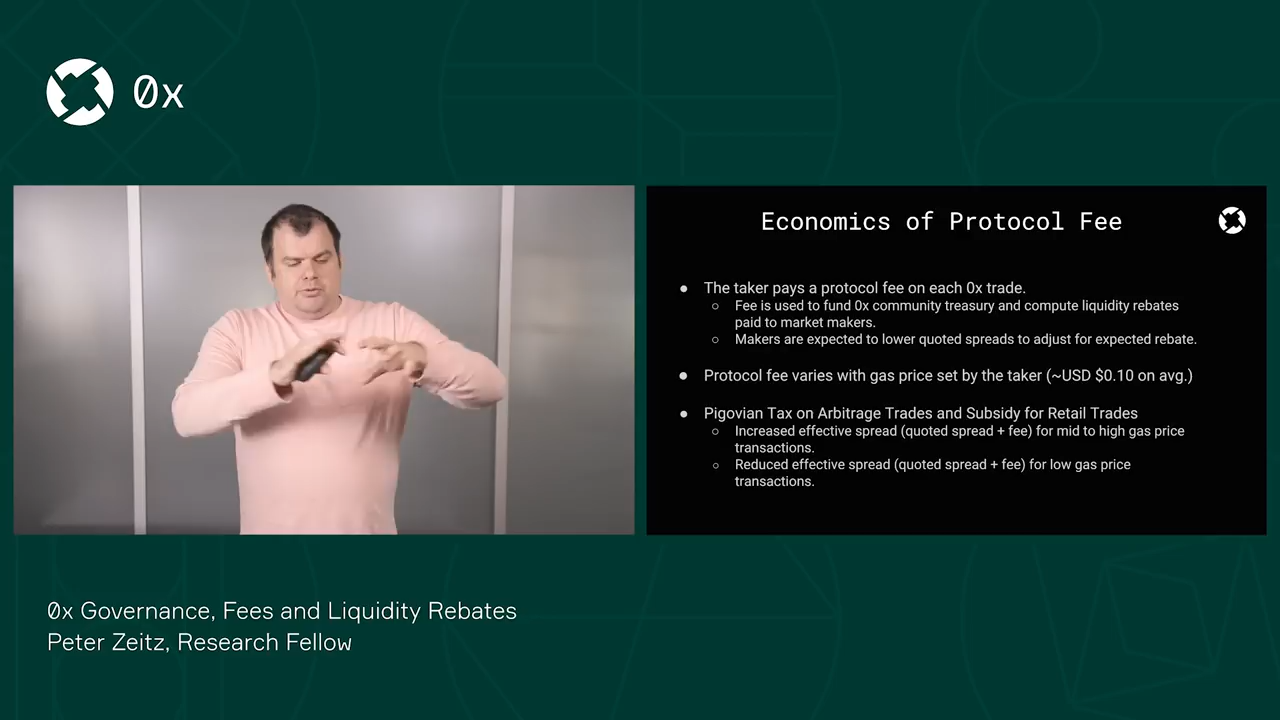 0x
Economics of Protocol Fee
● The taker pays a protocol fee on each 0x trade.
○ Fee is used to fund 0x community treasury and compute liquidity rebates
paid to market makers.
○ Makers are expected to lower quoted spreads to adjust for expected rebate.
● Protocol fee varies with gas price set by the taker (~USD $0.10 on avg.)
● Pigovian Tax on Arbitrage Trades and Subsidy for Retail Trades
○ Increased effective spread (quoted spread + fee) for mid to high gas price
transactions.
○ Reduced effective spread (quoted spread + fee) for low gas price
transactions.
0x Governance, Fees and Liquidity Rebates
Peter Zeitz, Research Fellow